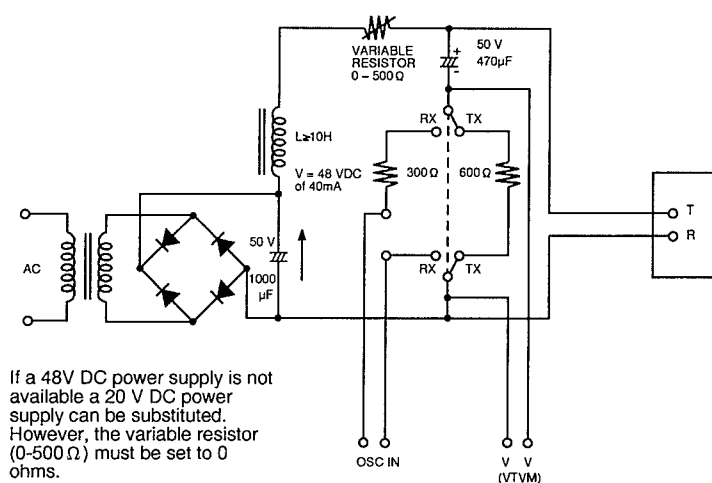 VARIABLE
RESISTOR
0 – 500Ω
+
50 V
470µF
-
RX
TX
L≥10H
V = 48 VDC
of 40mA
300Ω
600Ω
T
R
AC
50 V
1000
µF
RX
TX
If a 48V DC power supply is not
available a 20 V DC power
supply can be substituted.
However, the variable resistor
(0-500Ω) must be set to 0
ohms.
OSC IN
V
V
(VTVM)